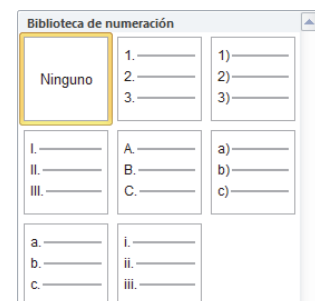 Biblioteca de numeración
Ninguno
1.
2.
3.
1)
2)
3)
I.
II.
III.
A.
B.
C.
a)
b)
c)
a.
b.
c.
i.
ii.
iii.